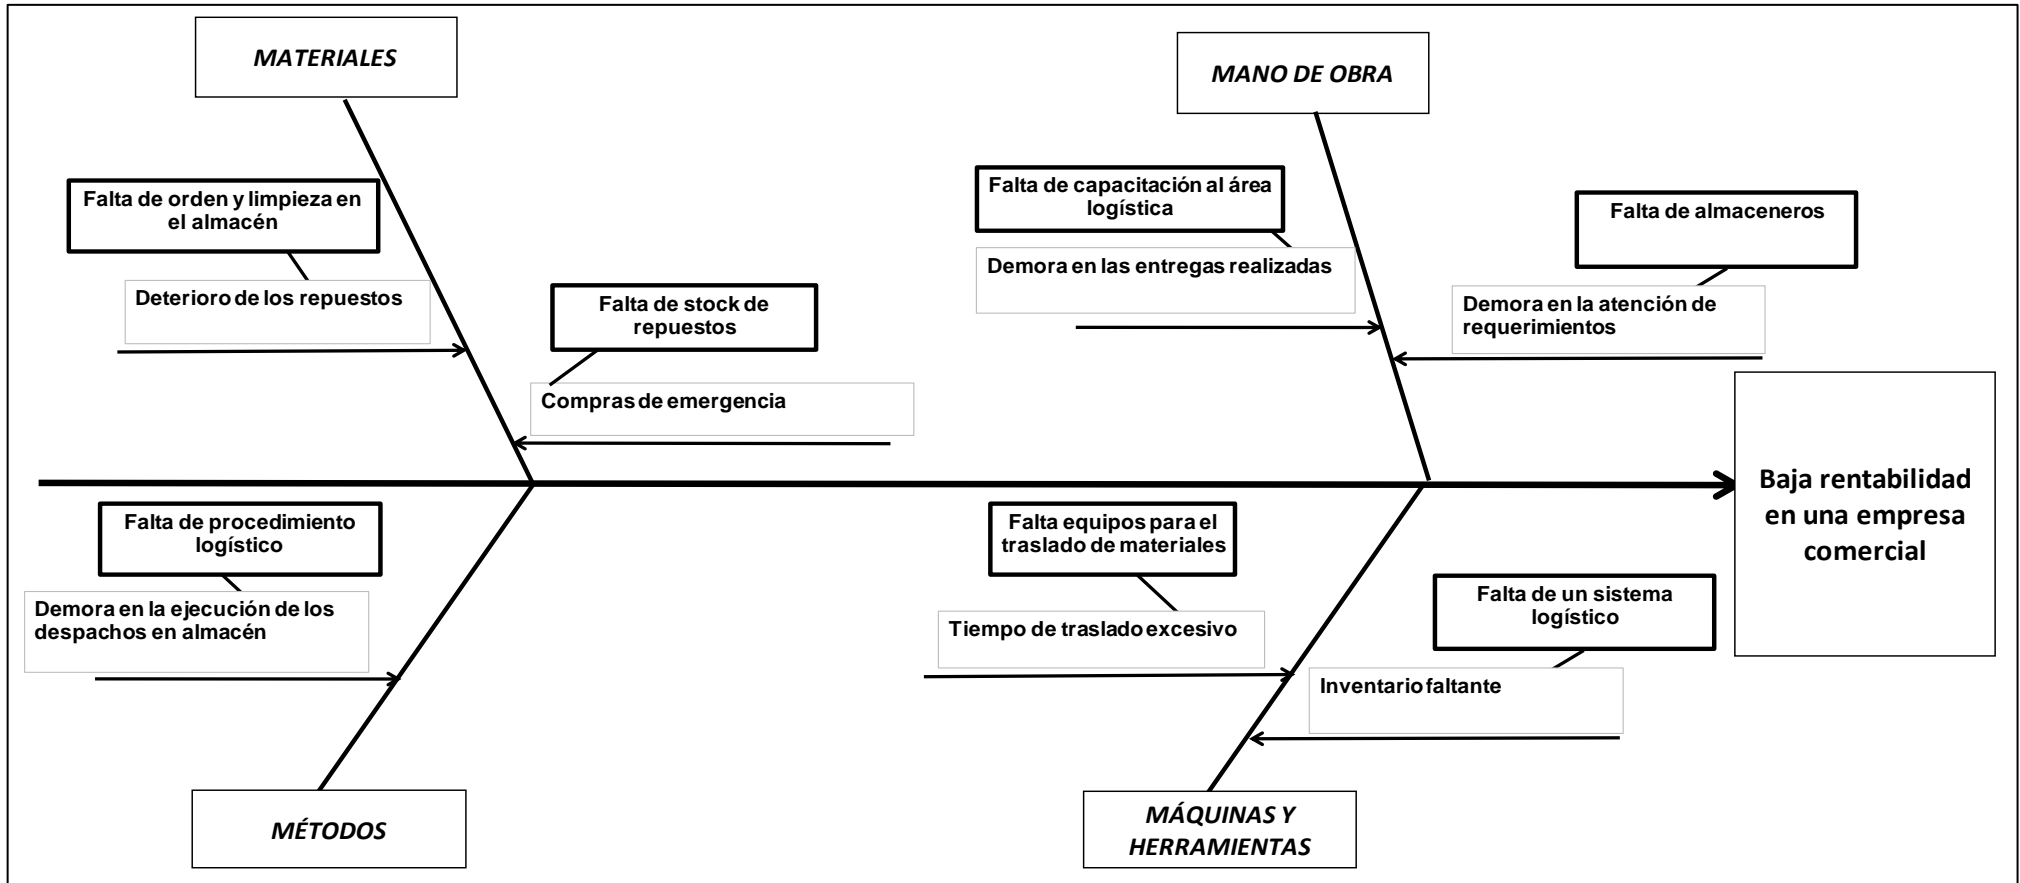 MATERIALES
MANO DE OBRA
Falta de orden y limpieza en
el almacén
Deterioro de los repuestos
Falta de stock de
repuestos
Compras de emergencia
Falta de capacitación al área
logística
Demora en las entregas realizadas
Falta de almaceneros
Demora en la atención de
requerimientos
Baja rentabilidad
en una empresa
comercial
Falta de procedimiento
logístico
Demora en la ejecución de los
despachos en almacén
Falta equipos para el
traslado de materiales
Tiempo de traslado excesivo
Falta de un sistema
logístico
Inventario faltante
MÉTODOS
MÁQUINAS Y
HERRAMIENTAS